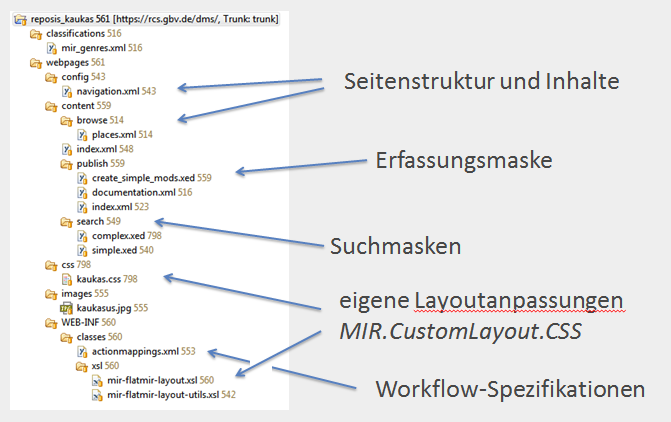 reposis_kaukas 561 [https://rcs.gbv.de/dms/, Trunk: trunk]
classifications 516
mir_genres.xml 516
webpages 561
config 543
navigation.xml 543
content 559
browse 514
places.xml 514
index.xml 548
publish 559
create_simple_mods.xed 559
documentation.xml 516
index.xml 523
search 549
complex.xed 798
simple.xed 540
css 798
kaukas.css 798
images 555
kaukasus.jpg 555
WEB-INF 560
classes 560
actionmappings.xml 553
xsl 560
mir-flatmir-layout.xsl 560
mir-flatmir-layout-utils.xsl 542
Seitenstruktur und Inhalte
Erfassungsmaske
Suchmasken
eigene Layoutanpassungen
MIR.CustomLayout.CSS
Workflow-Spezifikationen